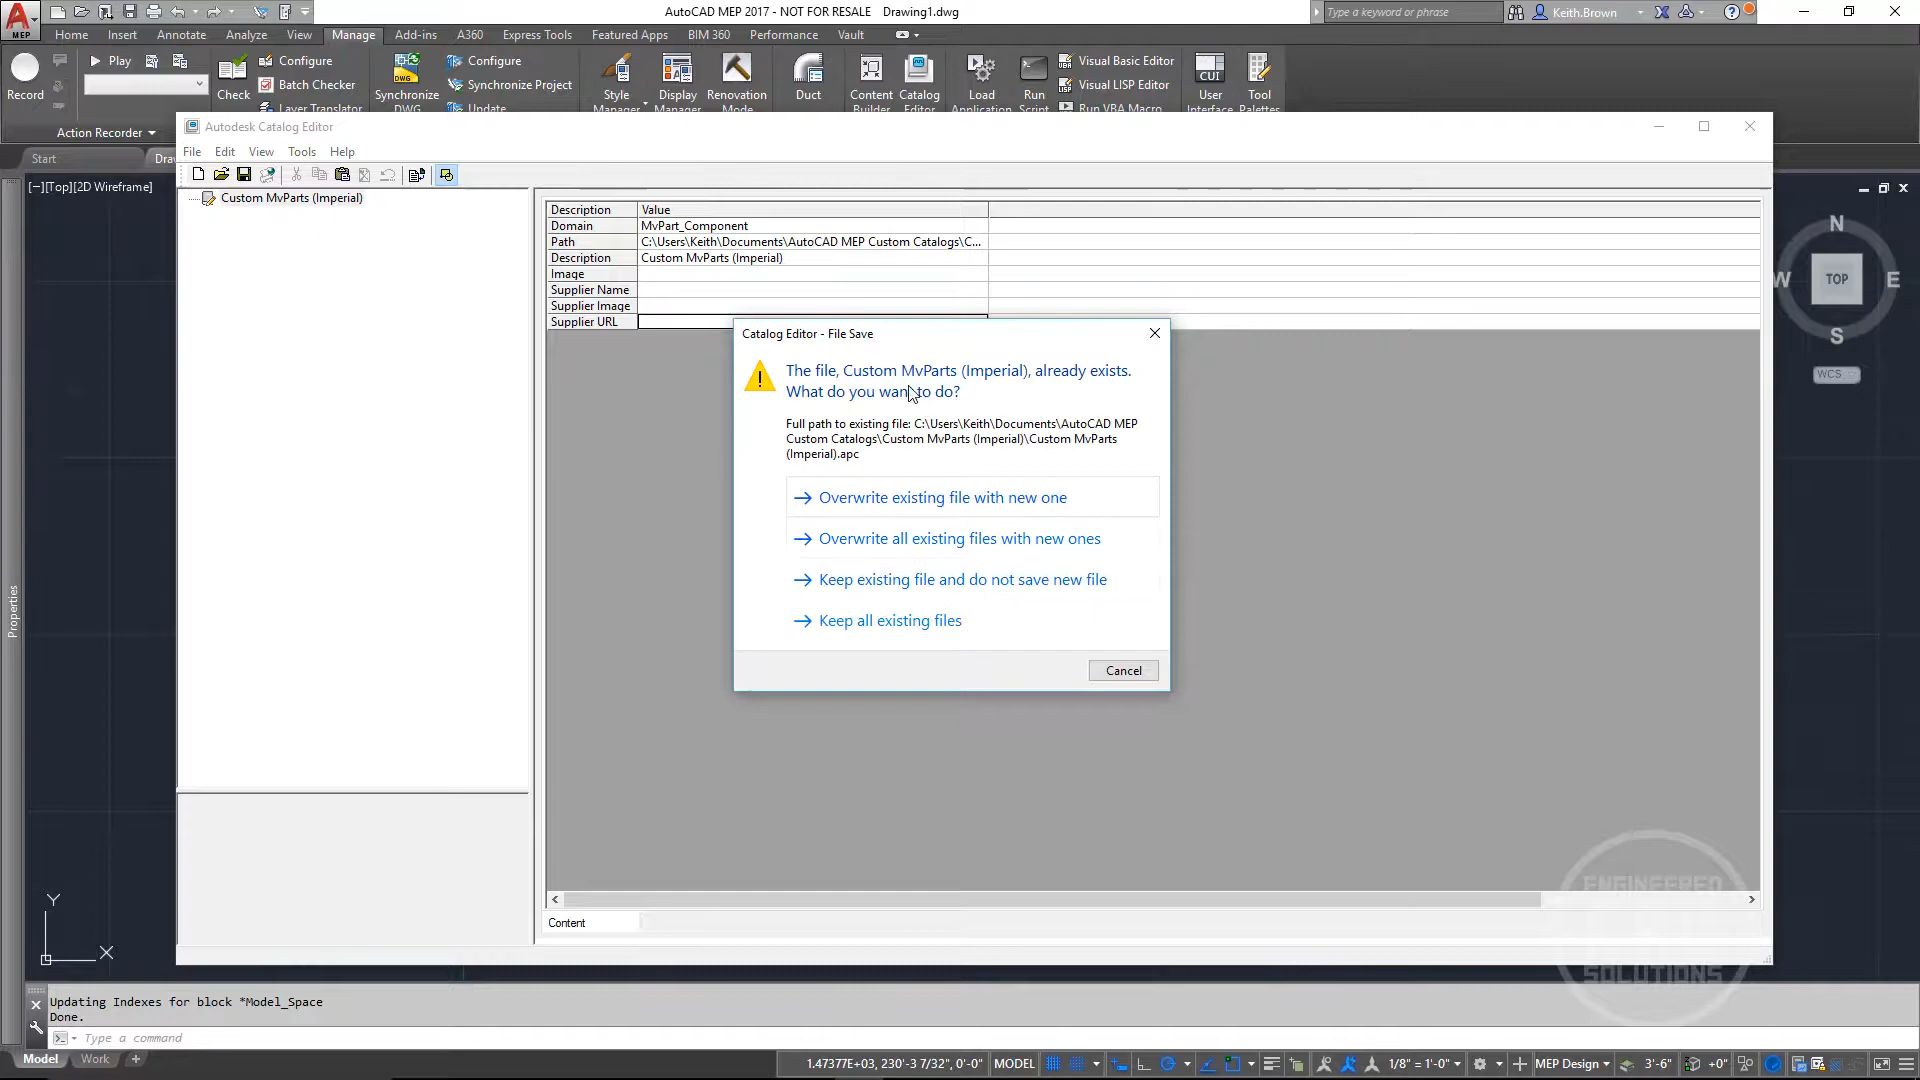 AutoCAD MEP 2017 - NOT FOR RESALE   Drawing1.dwg
Type a keyword or phrase
Keith.Brown
MEP
Home Insert Annotate Analyze View Manage Add-ins A360 Express Tools Featured Apps BIM 360 Performance Vault
Play Configure Configure Visual Basic Editor
Batch Checker Synchronize Project Visual LISP Editor
Record Check Synchronize Style Display Renovation Duct Content Catalog Load Run User Tool
Layer Translator DWG Update Manager Manager Mode Builder Editor Application Script Run VBA Macro Interface Palettes
CUI
Action Recorder
Autodesk Catalog Editor
Start Draw
File Edit View Tools Help
[−][Top][2D Wireframe]
Custom MvParts (Imperial)
Description Value
Domain MvPart_Component
Path C:\Users\Keith\Documents\AutoCAD MEP Custom Catalogs\C...
Description Custom MvParts (Imperial)
Image
Supplier Name
Supplier Image
Supplier URL
N
W TOP E
S
WCS
Catalog Editor - File Save
The file, Custom MvParts (Imperial), already exists.
What do you want to do?
Full path to existing file: C:\Users\Keith\Documents\AutoCAD MEP
Custom Catalogs\Custom MvParts (Imperial)\Custom MvParts
(Imperial).apc
Overwrite existing file with new one
Overwrite all existing files with new ones
Keep existing file and do not save new file
Keep all existing files
Cancel
Properties
Content
ENGINEERED
SOLUTIONS
Y
X
Updating Indexes for block *Model_Space
Done.
Type a command
Model Work +
1.47377E+03, 230'-3 7/32", 0'-0" MODEL 1/8" = 1'-0" MEP Design 3'-6" +0"